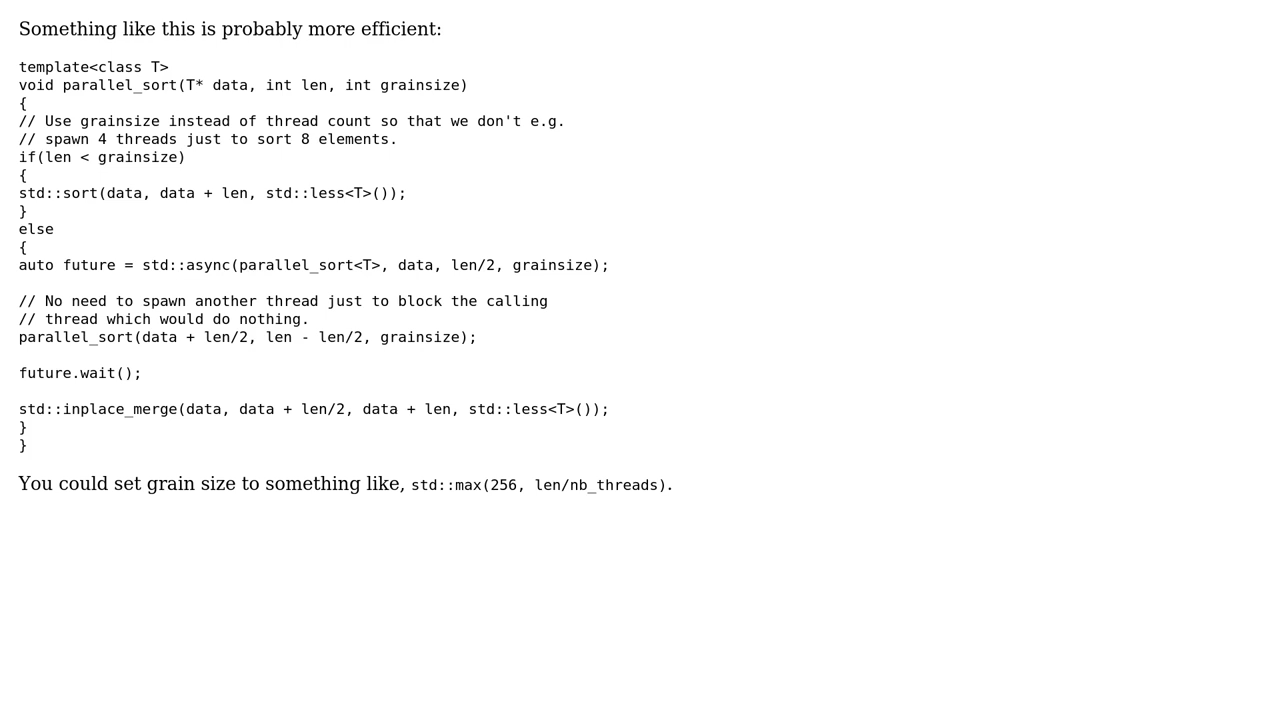 Something like this is probably more efficient:
template<class T>
void parallel_sort(T* data, int len, int grainsize)
{
// Use grainsize instead of thread count so that we don't e.g.
// spawn 4 threads just to sort 8 elements.
if(len < grainsize)
{
std::sort(data, data + len, std::less<T>());
}
else
{
auto future = std::async(parallel_sort<T>, data, len/2, grainsize);
// No need to spawn another thread just to block the calling
// thread which would do nothing.
parallel_sort(data + len/2, len - len/2, grainsize);
future.wait();
std::inplace_merge(data, data + len/2, data + len, std::less<T>());
}
}
You could set grain size to something like, std::max(256, len/nb_threads).